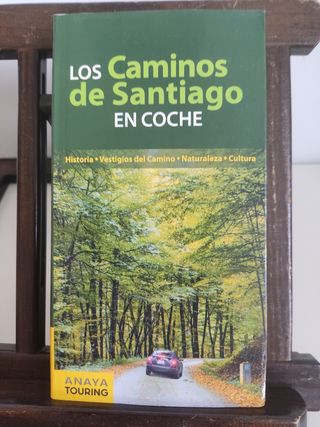 LOS Caminos
de Santiago
EN COCHE
Historia • Vestigios del Camino • Naturaleza • Cultura
ANAYA
TOURING